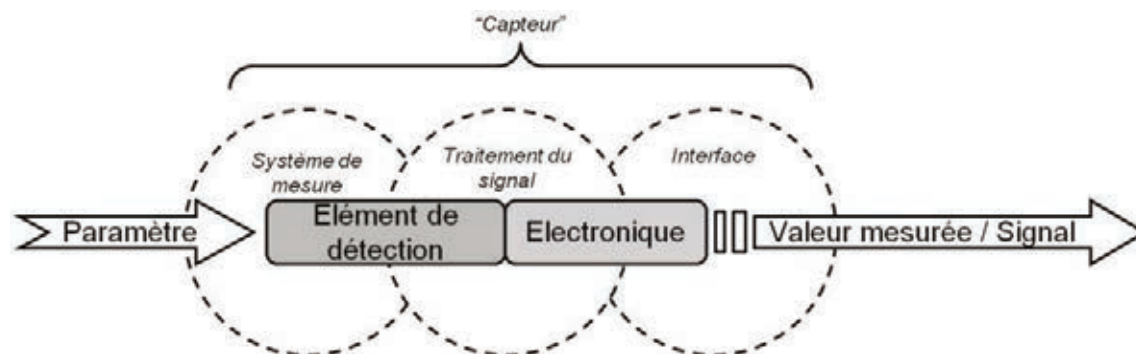 "Capteur"
Système de
mesure
Traitement du
signal
Interface
Paramètre
Elément de
détection
Electronique
Valeur mesurée / Signal